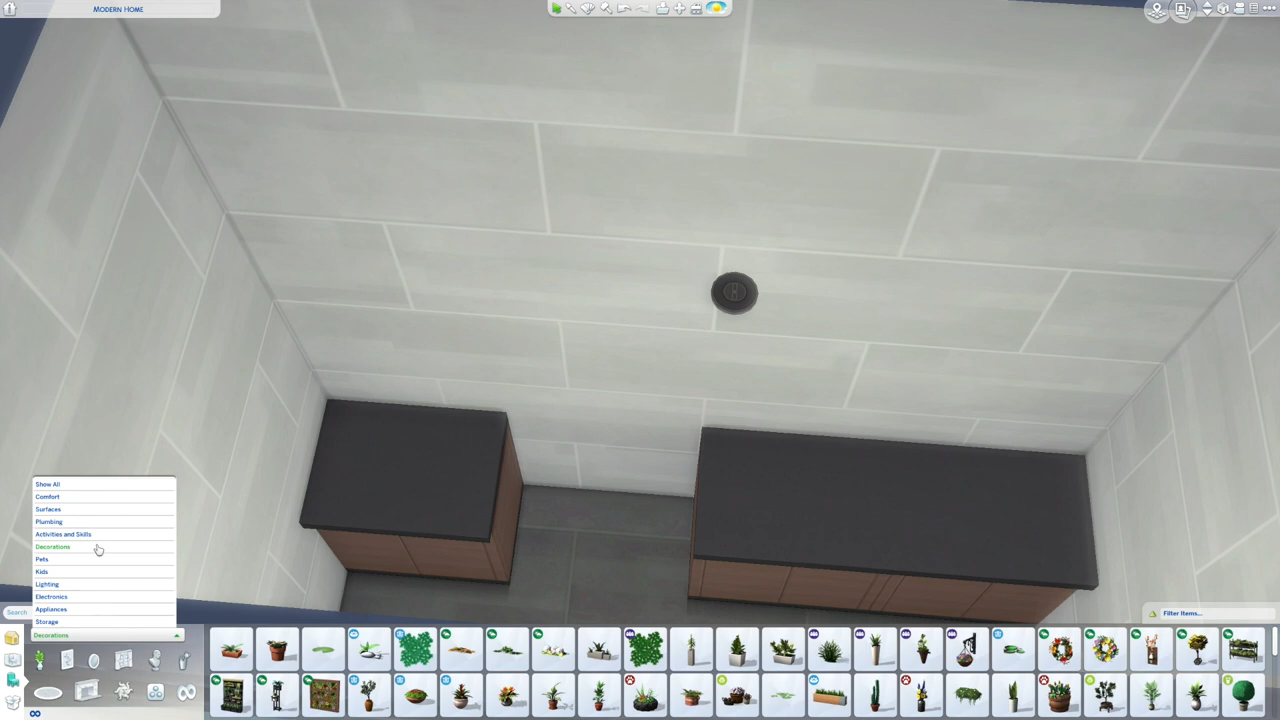 MODERN HOME
Show All
Comfort
Surfaces
Plumbing
Activities and Skills
Decorations
Pets
Kids
Lighting
Electronics
Appliances
Storage
Search
Filter Items...
Decorations